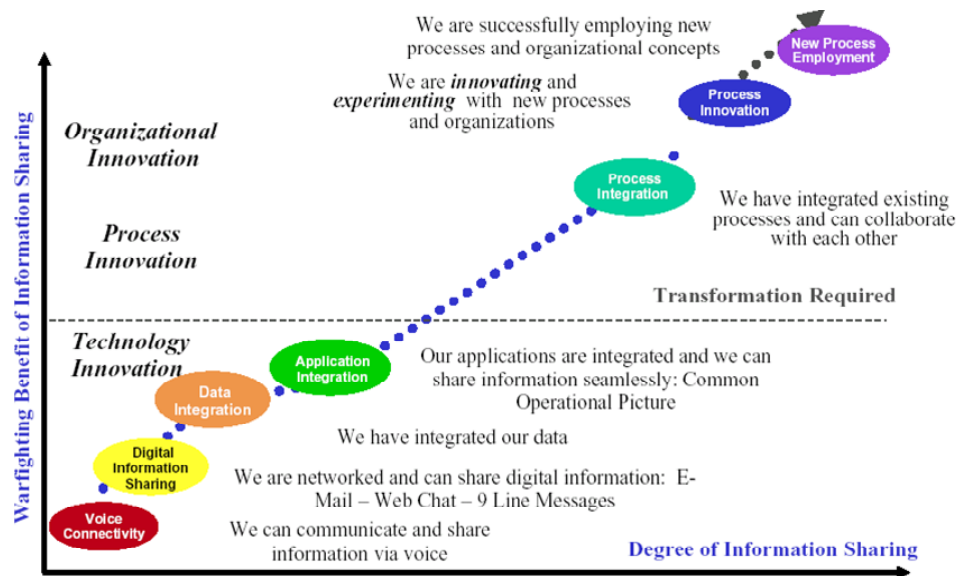 We are successfully employing new
processes and organizational concepts
New Process
Employment
We are innovating and
experimenting with new processes
and organizations
Process
Innovation
Organizational
Innovation
Process
Integration
We have integrated existing
processes and can collaborate
with each other
Process
Innovation
Transformation Required
Technology
Innovation
Application
Integration
Our applications are integrated and we can
share information seamlessly: Common
Operational Picture
Data
Integration
We have integrated our data
Digital
Information
Sharing
We are networked and can share digital information: E-
Mail – Web Chat – 9 Line Messages
Voice
Connectivity
We can communicate and share
information via voice
Warfighting Benefit of Information Sharing
Degree of Information Sharing